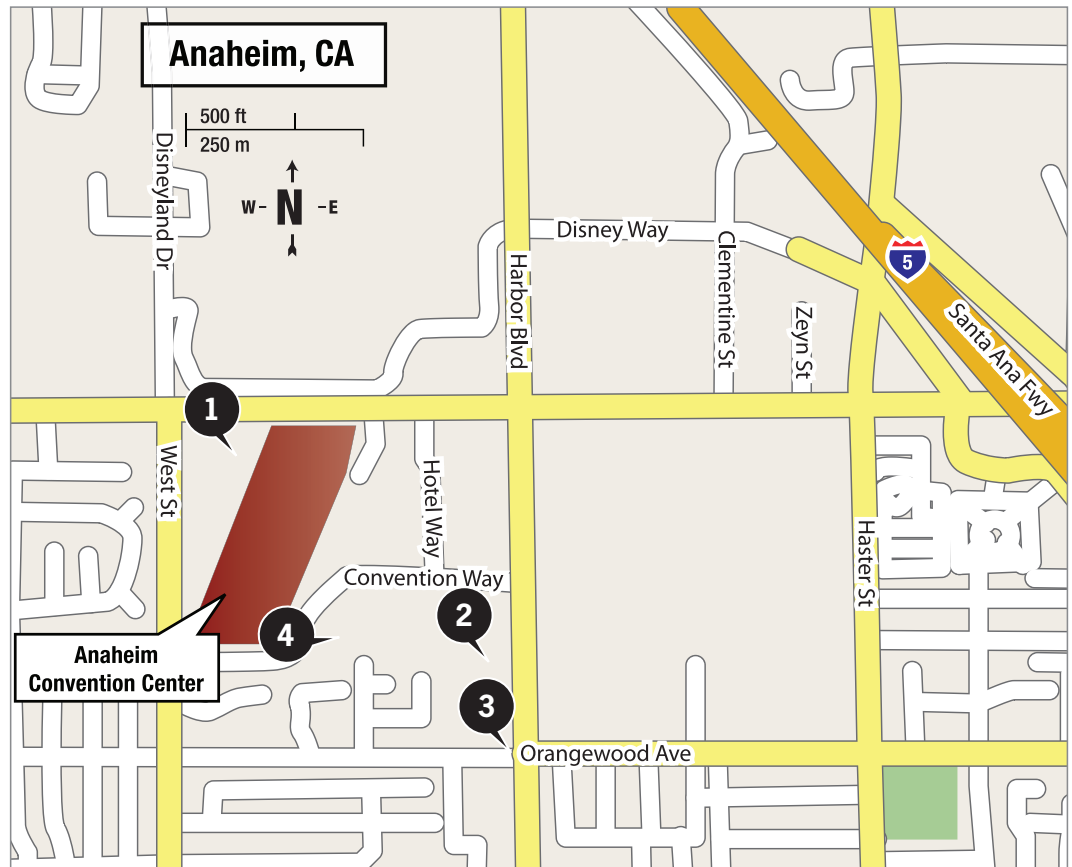 Anaheim, CA
500 ft
250 m
W-
N
-E
Disneyland Dr
Disney Way
Clementine St
Harbor Blvd
Zeyn St
5
Santa Ana Fwy
1
West St
Hotel Way
Convention Way
Haster St
2
4
Anaheim
Convention Center
3
Orangewood Ave